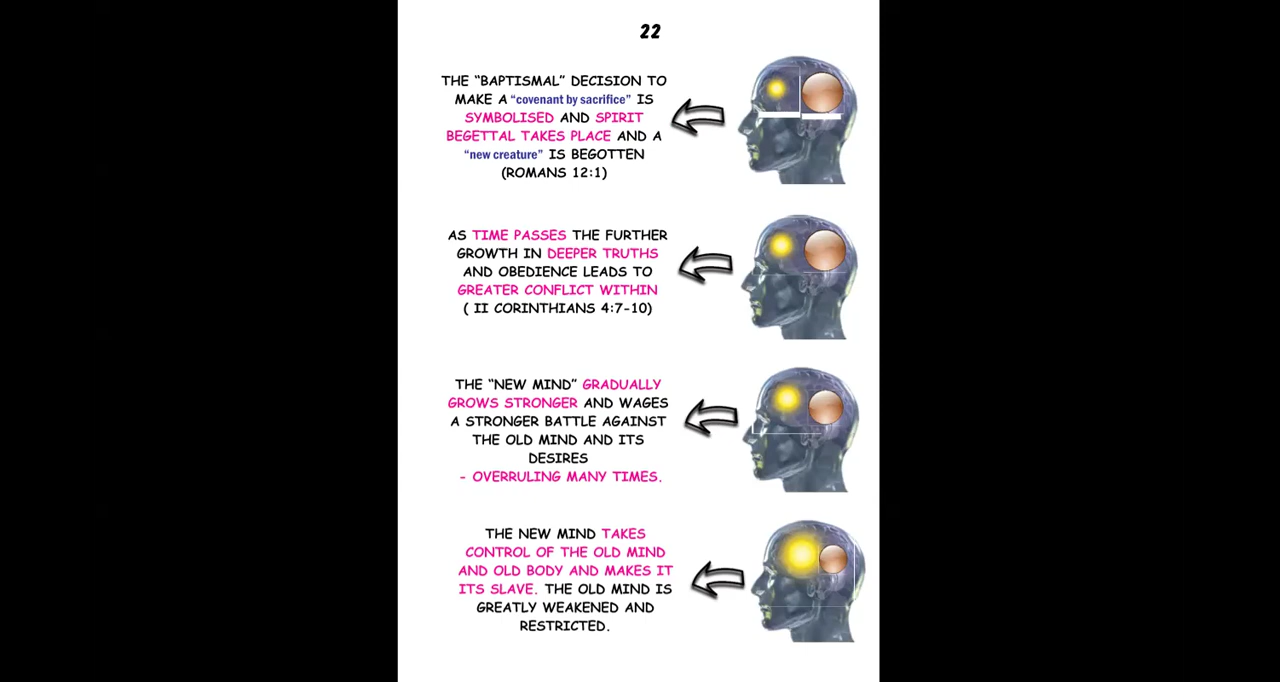 22
THE “BAPTISMAL” DECISION TO
MAKE A “covenant by sacrifice” IS
SYMBOLISED AND SPIRIT
BEGETTAL TAKES PLACE AND A
“new creature” IS BEGOTTEN
(ROMANS 12:1)
AS TIME PASSES THE FURTHER
GROWTH IN DEEPER TRUTHS
AND OBEDIENCE LEADS TO
GREATER CONFLICT WITHIN
( II CORINTHIANS 4:7-10)
THE “NEW MIND” GRADUALLY
GROWS STRONGER AND WAGES
A STRONGER BATTLE AGAINST
THE OLD MIND AND ITS
DESIRES
- OVERRULING MANY TIMES.
THE NEW MIND TAKES
CONTROL OF THE OLD MIND
AND OLD BODY AND MAKES IT
ITS SLAVE. THE OLD MIND IS
GREATLY WEAKENED AND
RESTRICTED.